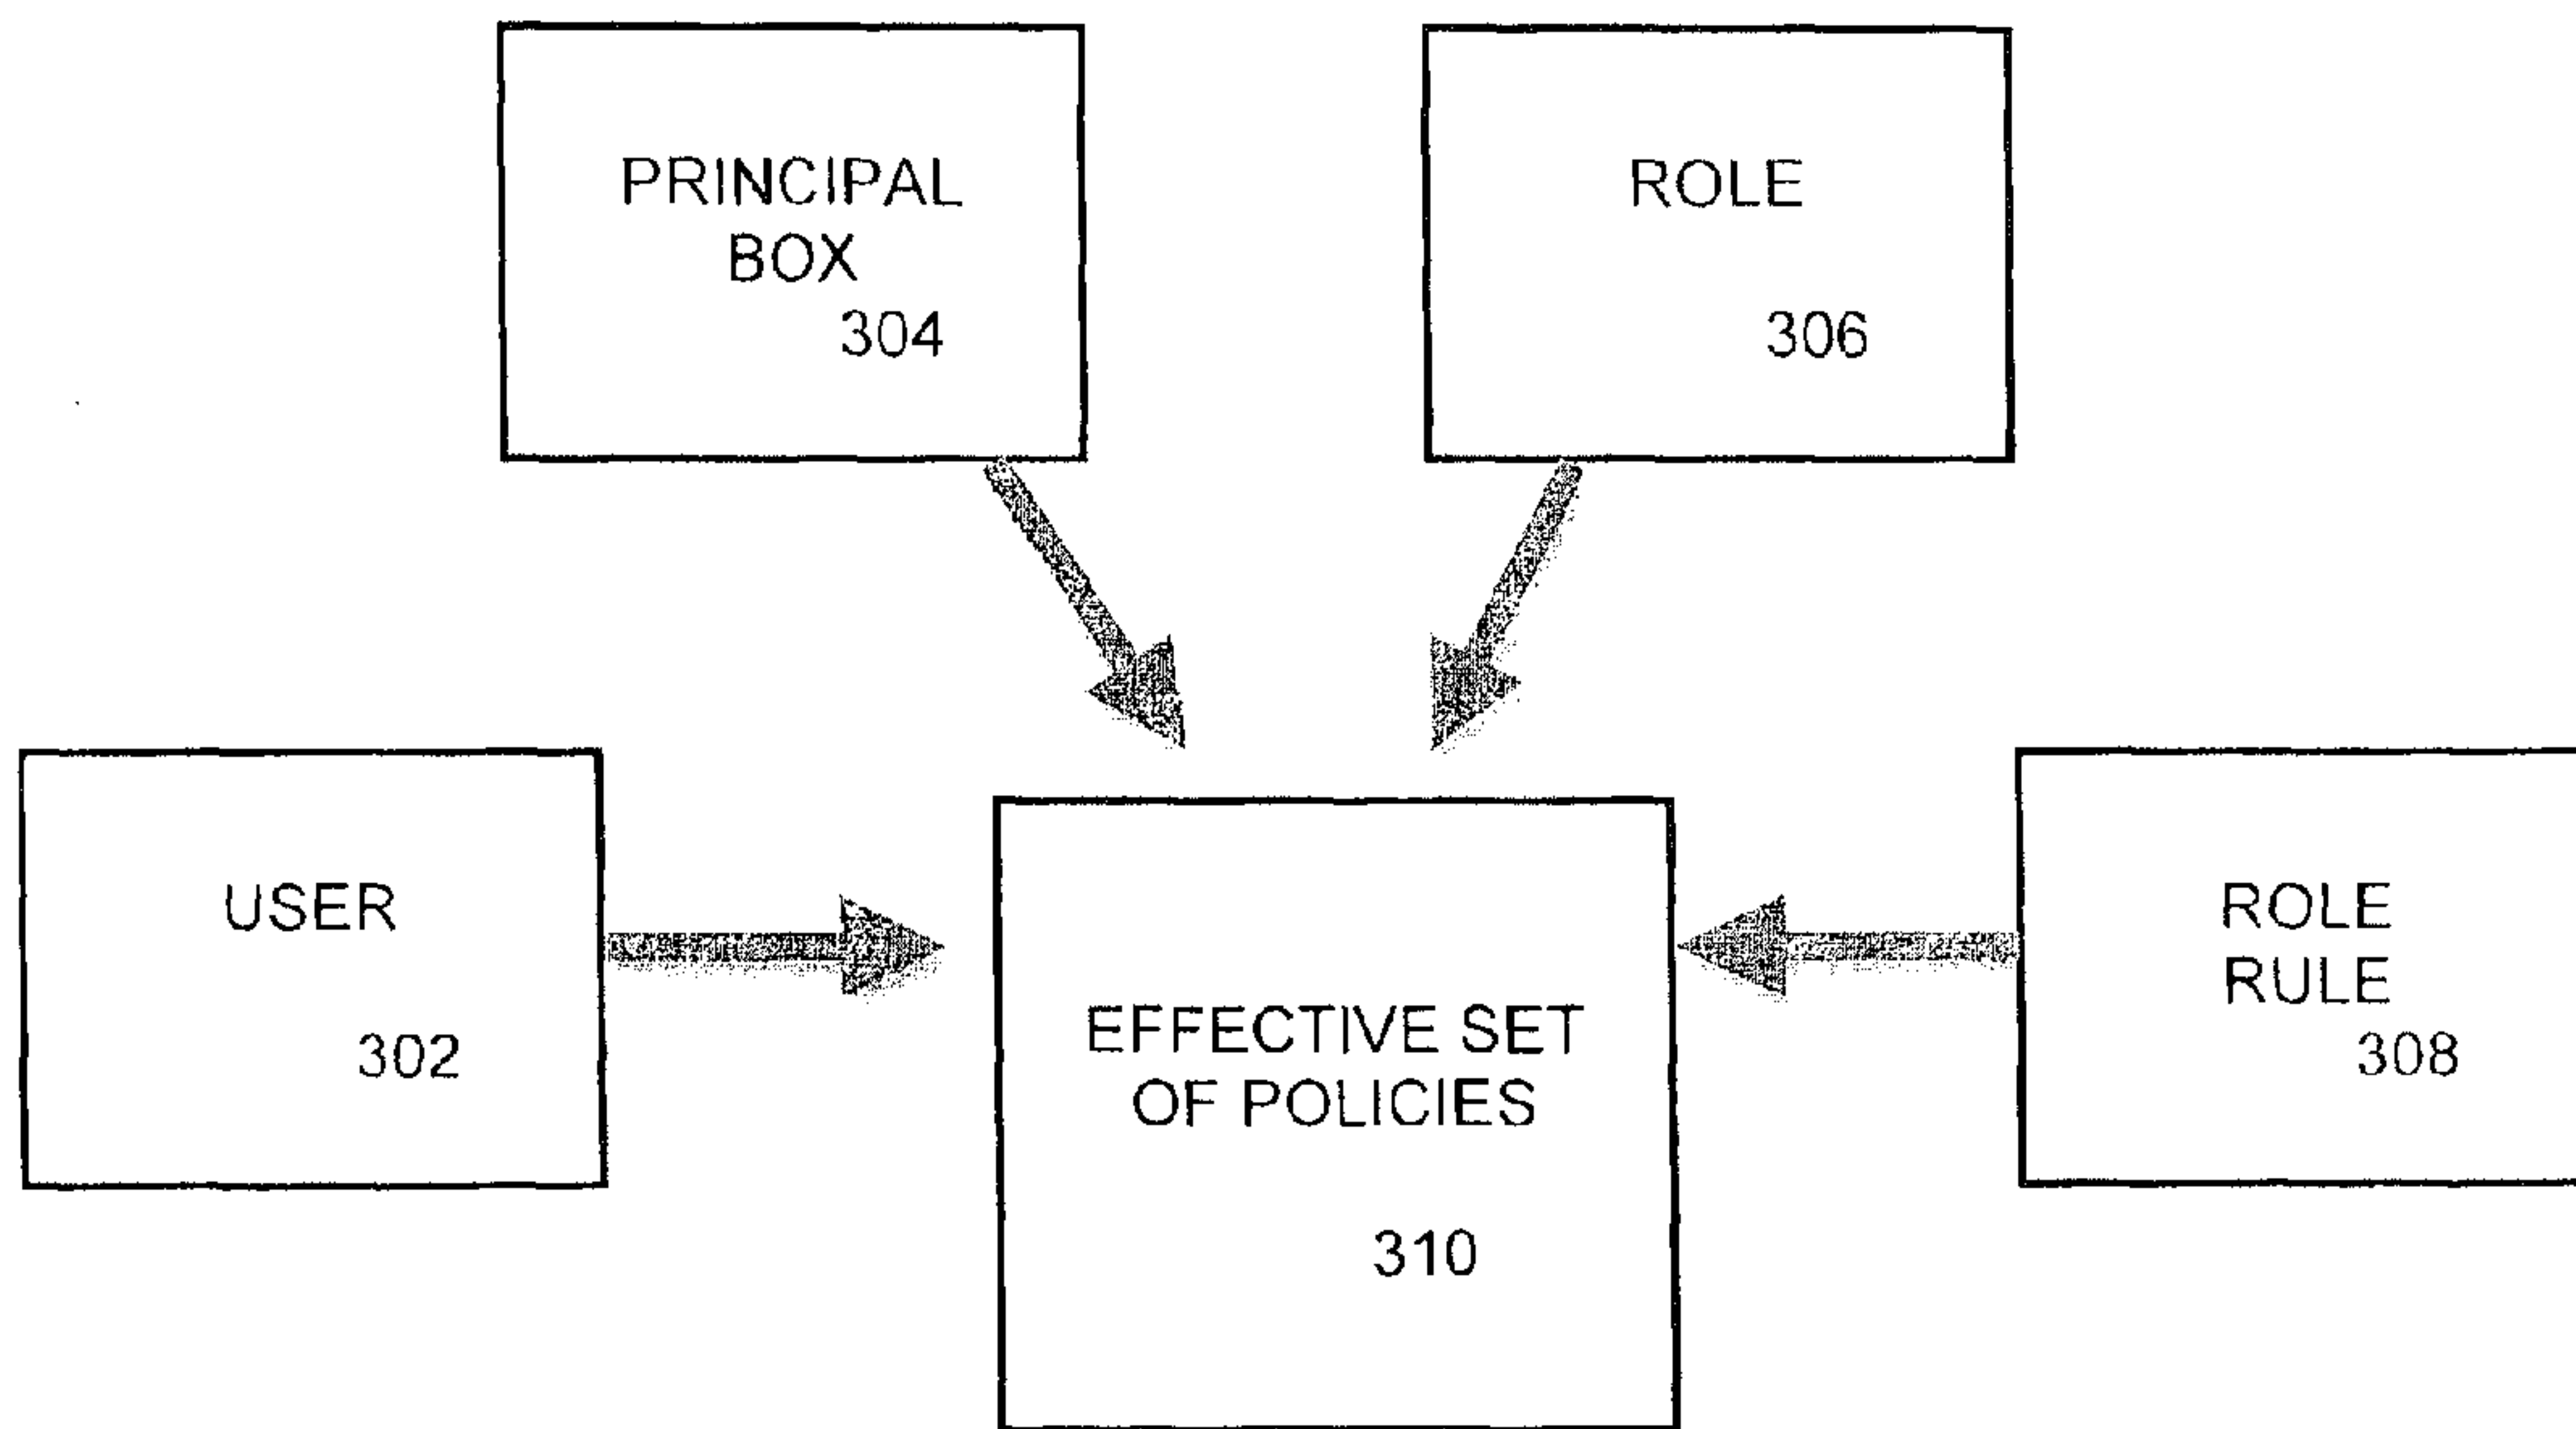 PRINCIPAL
BOX
304
ROLE
306
USER
302
EFFECTIVE SET
OF POLICIES
310
ROLE
RULE
308